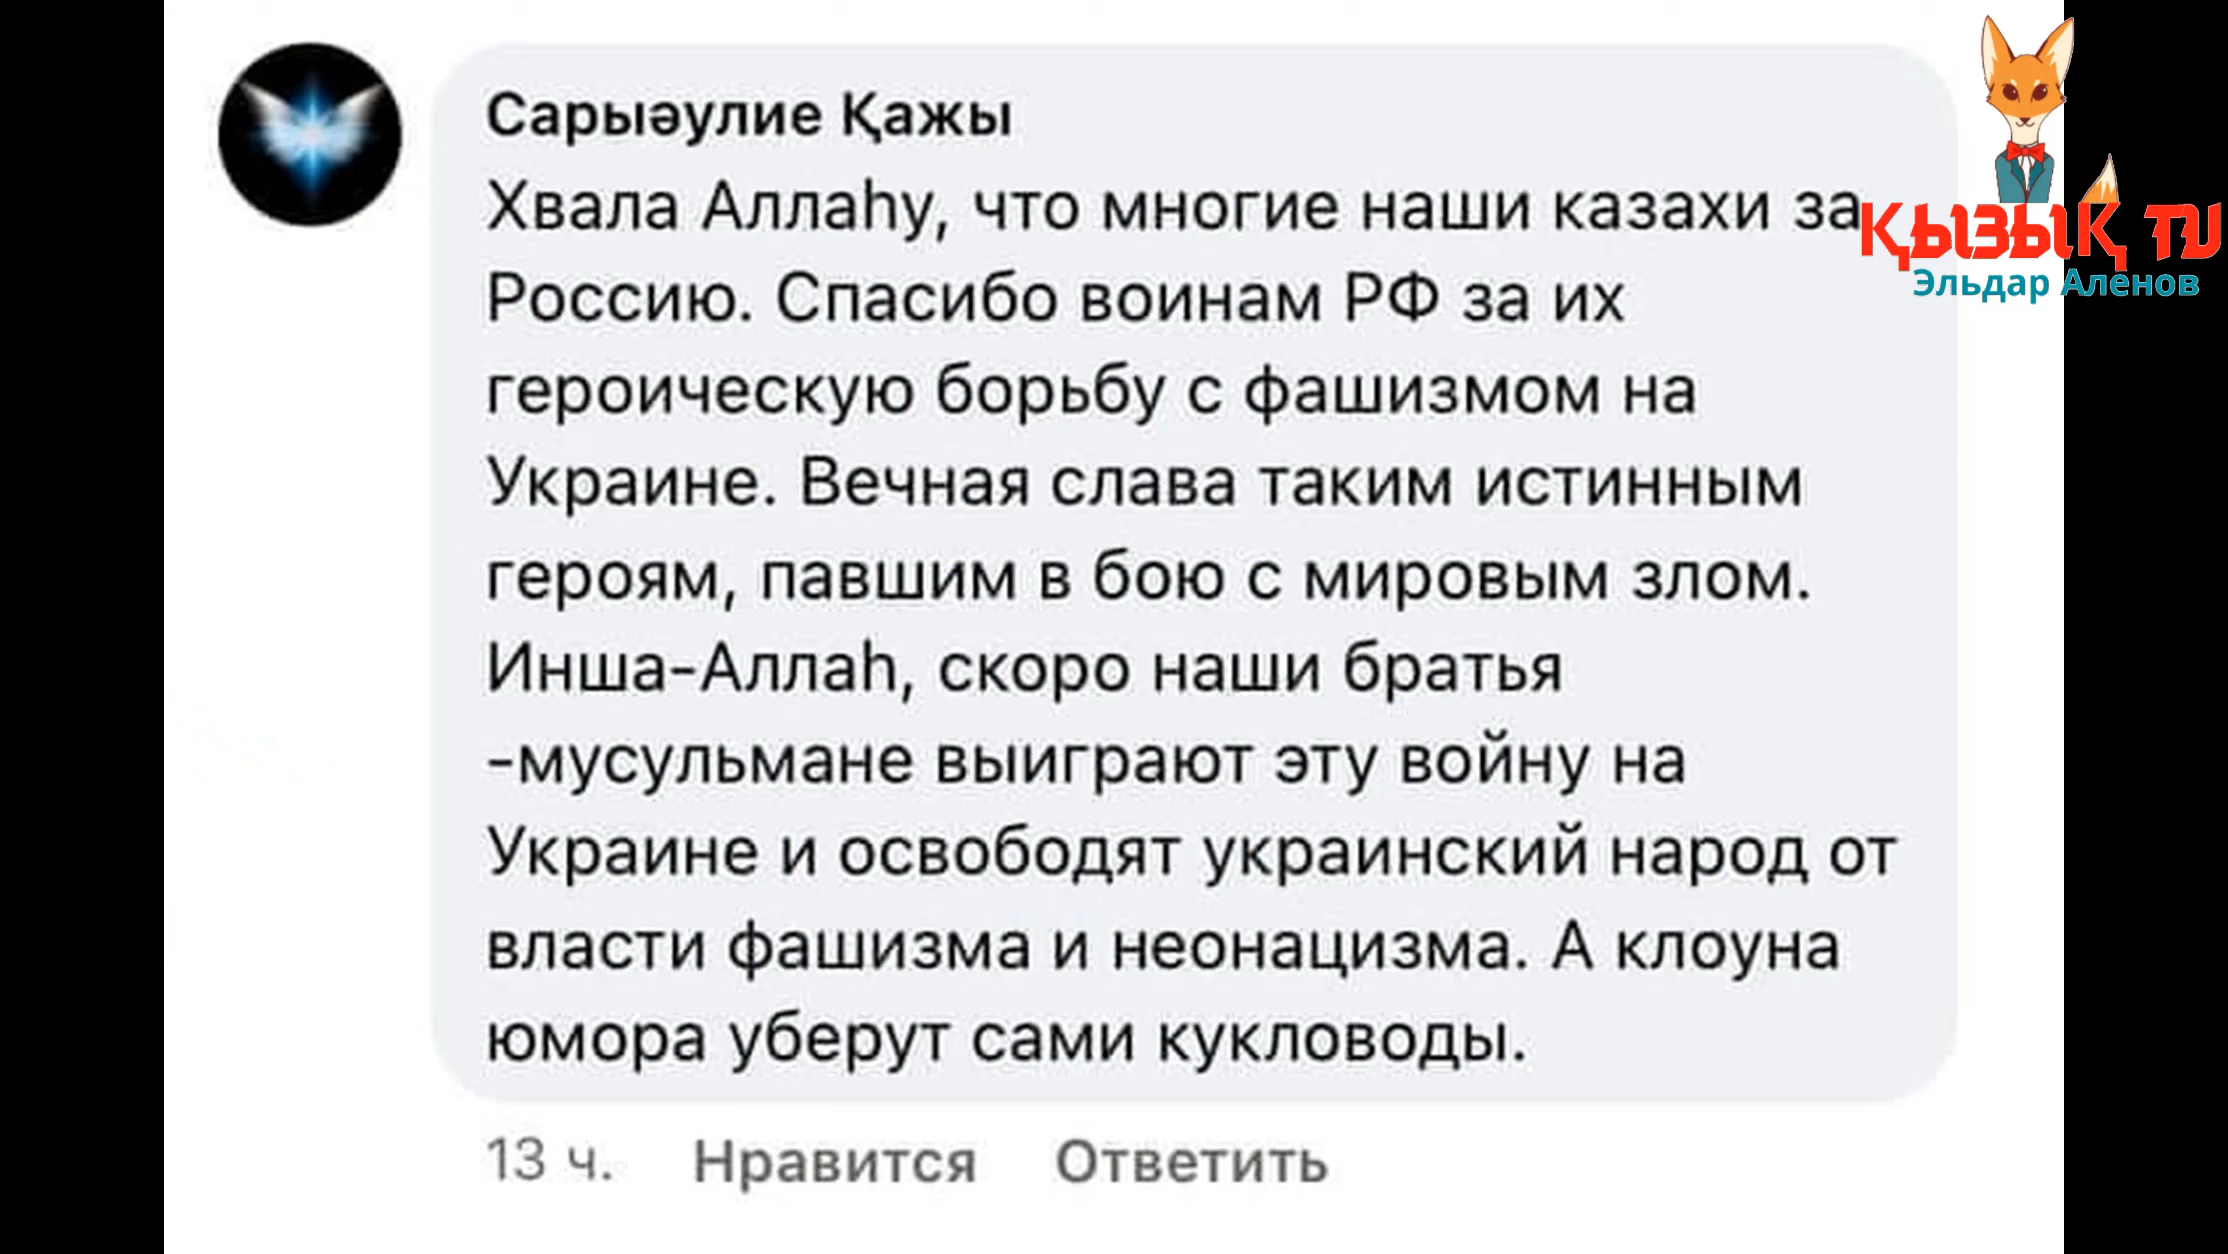 Сарыәулие Қажы
Хвала Аллаһу, что многие наши казахи за
Россию. Спасибо воинам РФ за их
героическую борьбу с фашизмом на
Украине. Вечная слава таким истинным
героям, павшим в бою с мировым злом.
Инша-Аллаһ, скоро наши братья
-мусульмане выиграют эту войну на
Украине и освободят украинский народ от
власти фашизма и неонацизма. А клоуна
юмора уберут сами кукловоды.
13 ч. Нравится Ответить
ҚЫЗЫҚ TV
Эльдар Аленов